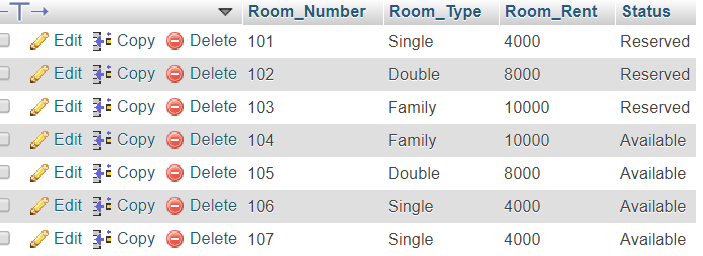 Room_Number Room_Type Room_Rent Status
Edit Copy Delete 101 Single 4000 Reserved
Edit Copy Delete 102 Double 8000 Reserved
Edit Copy Delete 103 Family 10000 Reserved
Edit Copy Delete 104 Family 10000 Available
Edit Copy Delete 105 Double 8000 Available
Edit Copy Delete 106 Single 4000 Available
Edit Copy Delete 107 Single 4000 Available